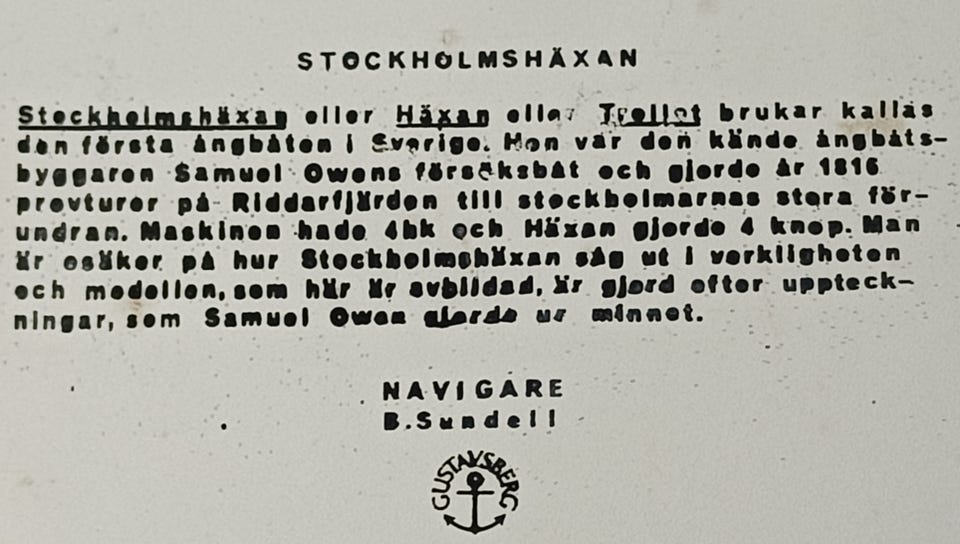 STOCKHOLMSHÄXAN
Stockholmshäxan eller Häxan eller Trollet brukar kallas
den första ångbåten i Sverige. Hon var den kände ångbåts-
byggaren Samuel Owens försöksbåt och gjorde år 1816
provturer på Riddarfjärden till stockholmarnas stora för-
undran. Maskinen hade 4hk och Häxan gjorde 4 knop. Man
är osäker på hur Stockholmshäxan såg ut i verkligheten
och modellen, som här är avbildad, är gjord efter uppteck-
ningar, som Samuel Owen gjorde ur minnet.
NAVIGARE
B.Sundell
GUSTAVSBERG